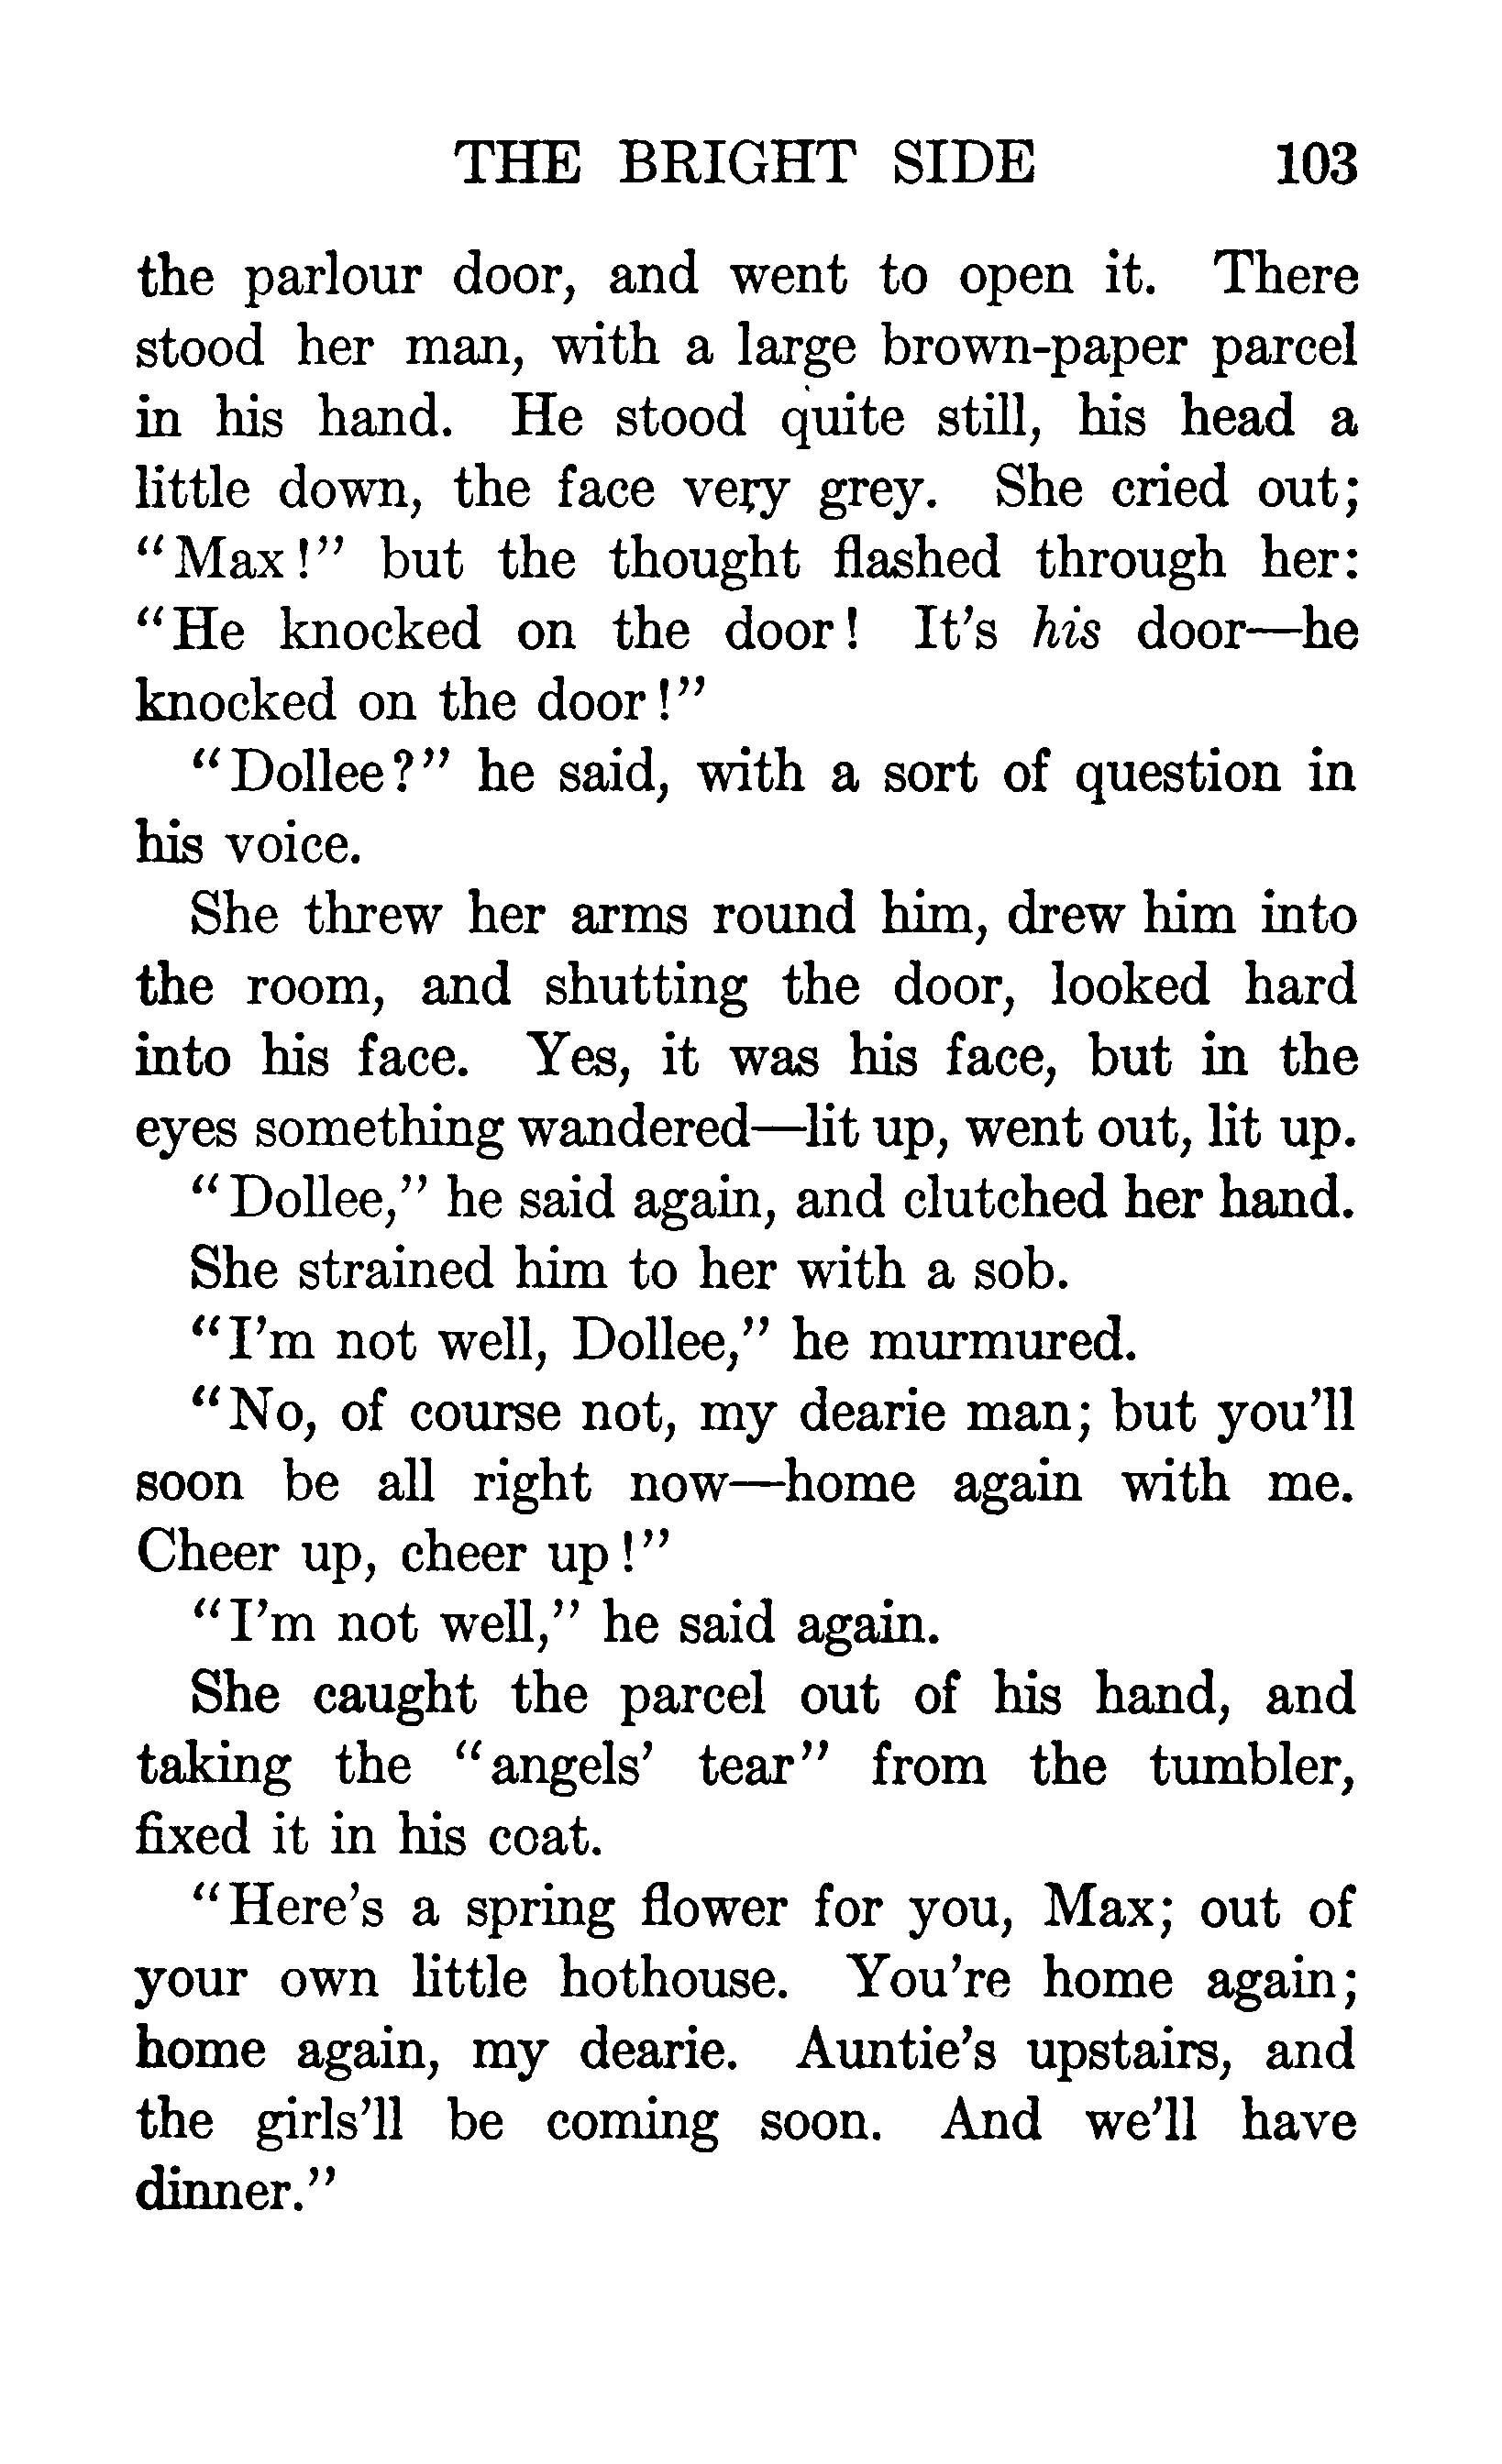 THE BRIGHT SIDE 103
the parlour door, and went to open it. There
stood her man, with a large brown-paper parcel
in his hand. He stood quite still, his head a
little down, the face very grey. She cried out;
“Max!” but the thought flashed through her:
“He knocked on the door! It’s his door—he
knocked on the door!”
“Dollee?” he said, with a sort of question in
his voice.
She threw her arms round him, drew him into
the room, and shutting the door, looked hard
into his face. Yes, it was his face, but in the
eyes something wandered—lit up, went out, lit up.
“Dollee,” he said again, and clutched her hand.
She strained him to her with a sob.
“I’m not well, Dollee,” he murmured.
“No, of course not, my dearie man; but you’ll
soon be all right now—home again with me.
Cheer up, cheer up!”
“I’m not well,” he said again.
She caught the parcel out of his hand, and
taking the “angels’ tear” from the tumbler,
fixed it in his coat.
“Here’s a spring flower for you, Max; out of
your own little hothouse. You’re home again;
home again, my dearie. Auntie’s upstairs, and
the girls’ll be coming soon. And we’ll have
dinner.”